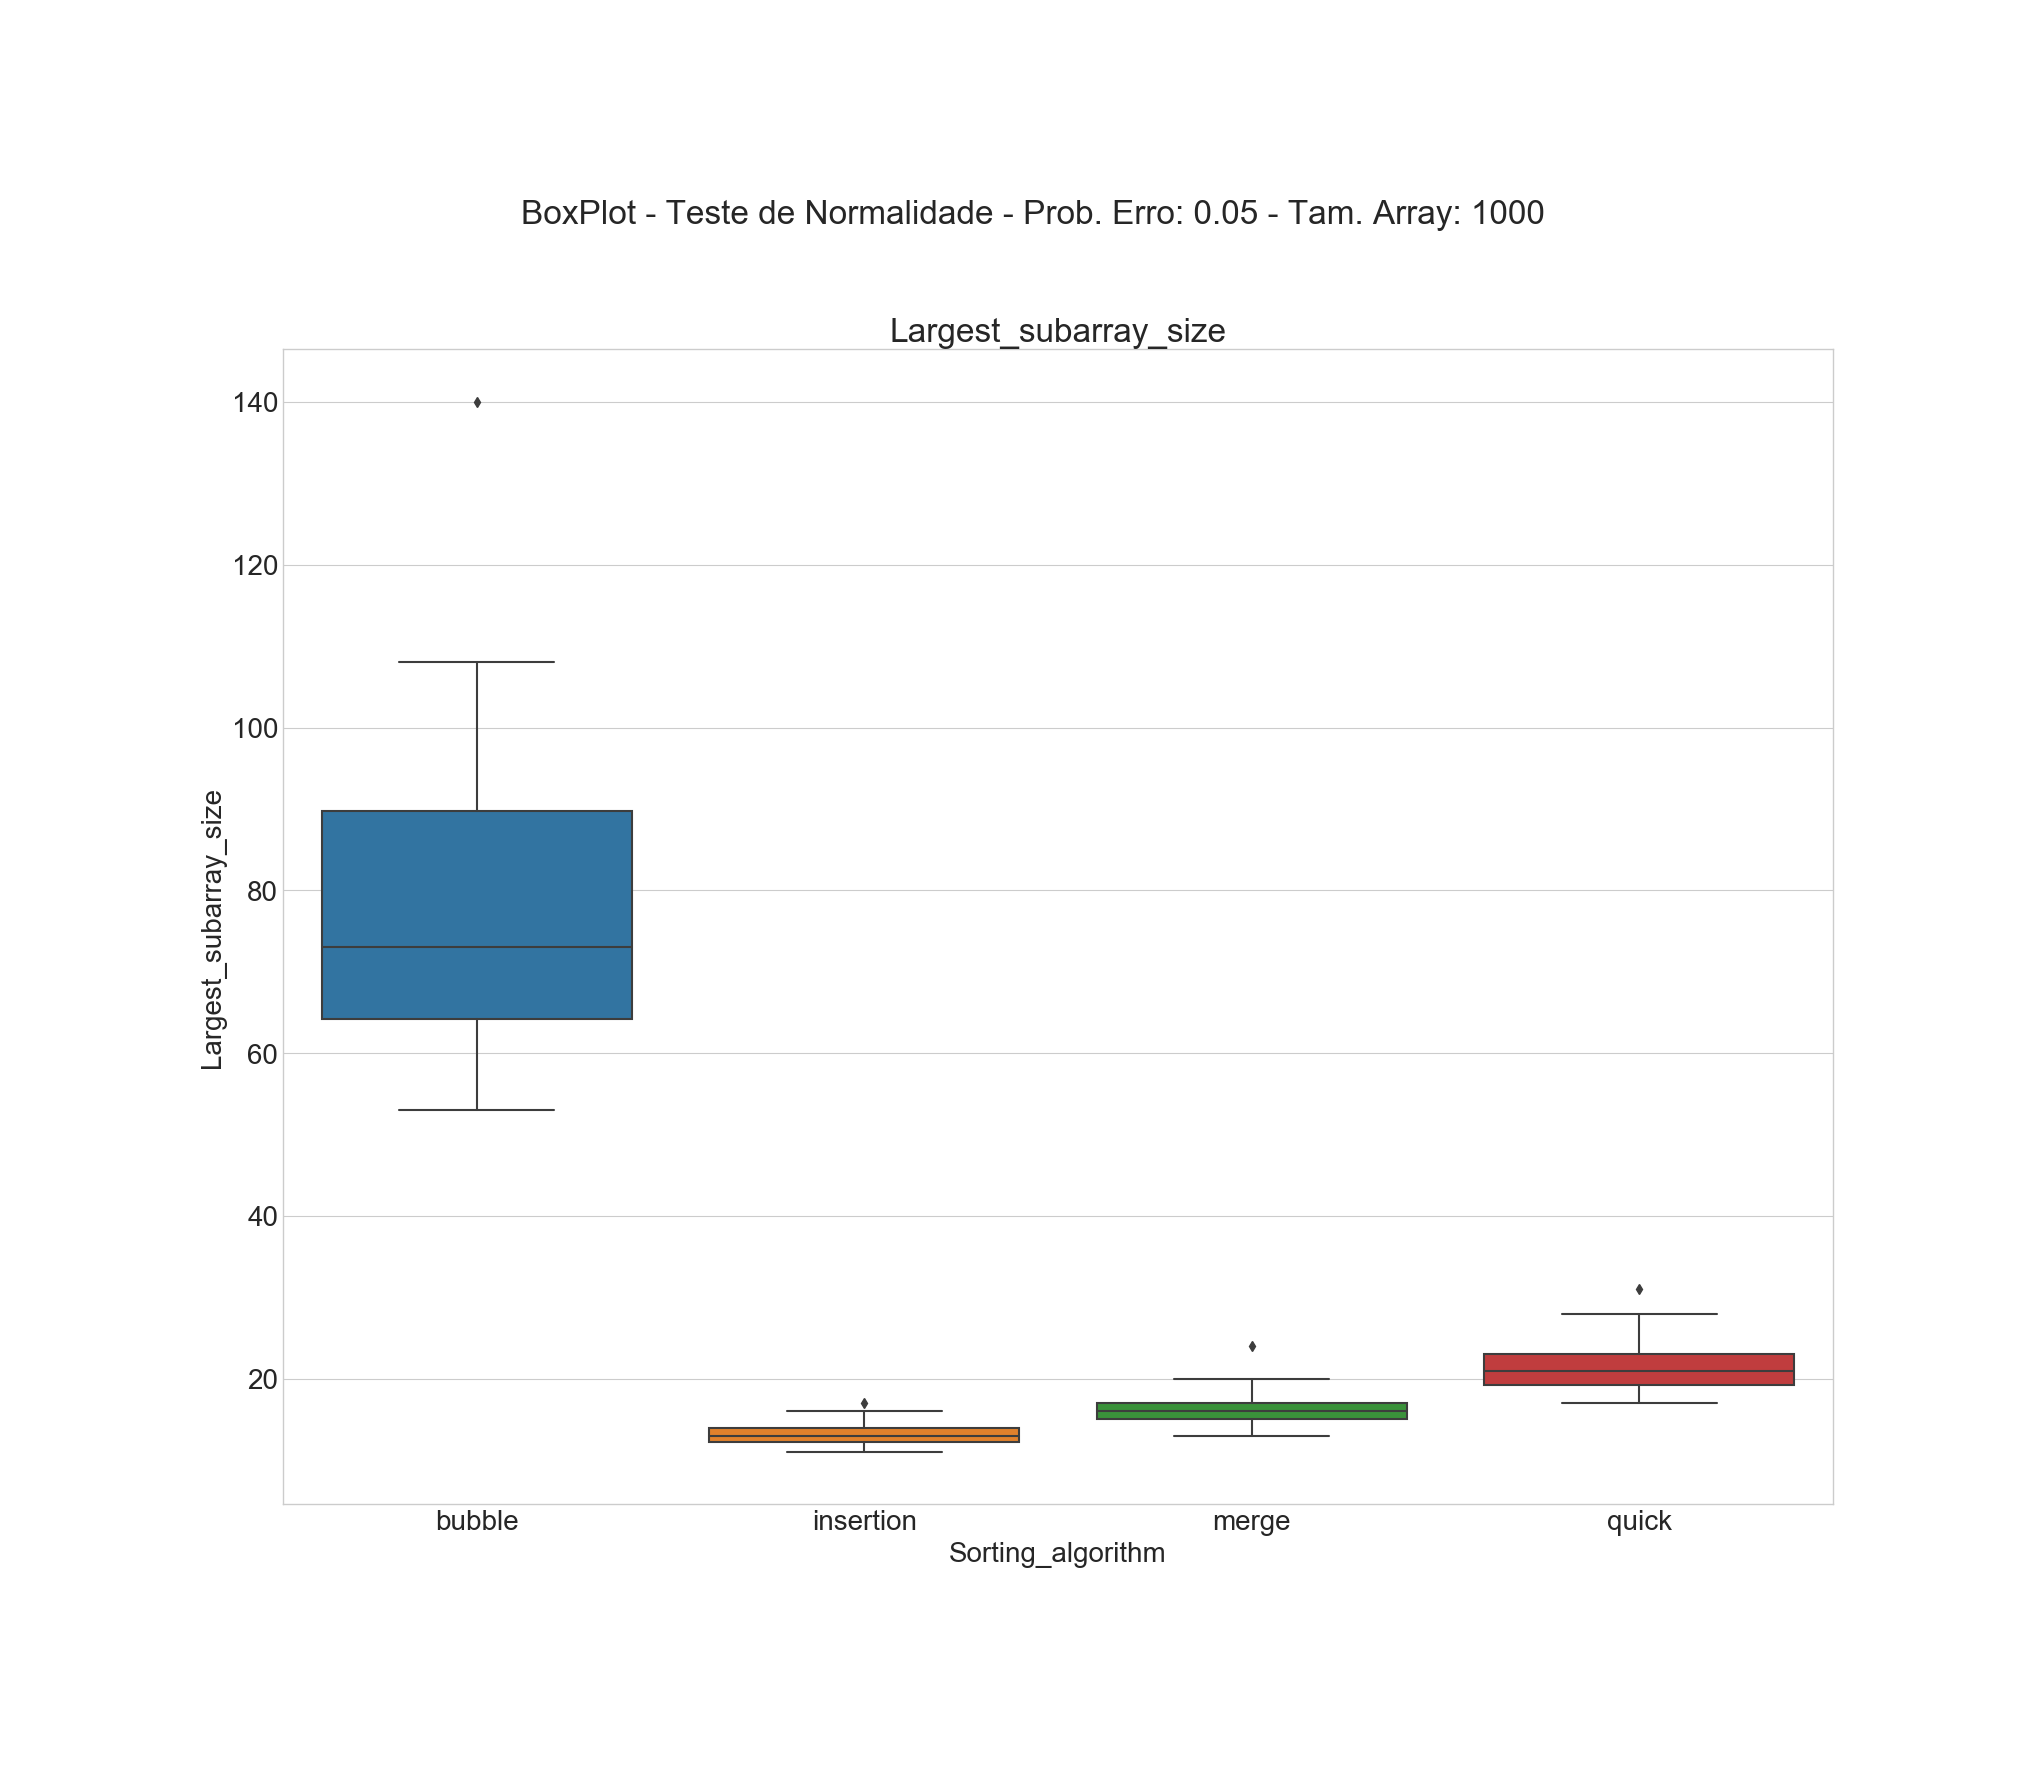 BoxPlot - Teste de Normalidade - Prob. Erro: 0.05 - Tam. Array: 1000
Largest_subarray_size
140
120
100
80
60
40
20
Largest_subarray_size
bubble insertion merge quick
Sorting_algorithm